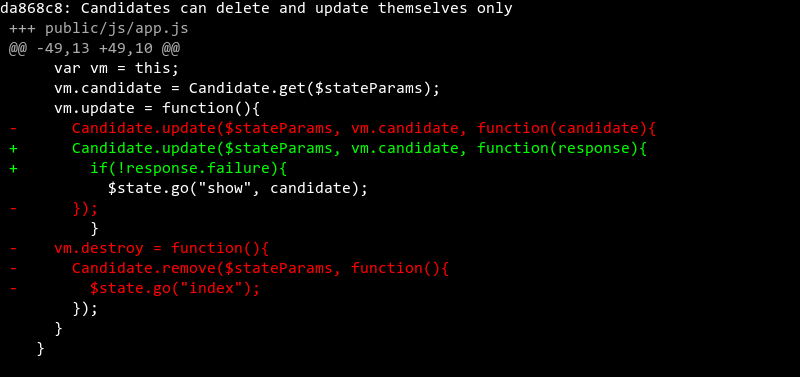 da868c8: Candidates can delete and update themselves only
+++ public/js/app.js
@@ -49,13 +49,10 @@
var vm = this;
vm.candidate = Candidate.get($stateParams);
vm.update = function(){
- Candidate.update($stateParams, vm.candidate, function(candidate){
+ Candidate.update($stateParams, vm.candidate, function(response){
+ if(!response.failure){
$state.go("show", candidate);
- });
}
- vm.destroy = function(){
- Candidate.remove($stateParams, function(){
- $state.go("index");
});
}
}